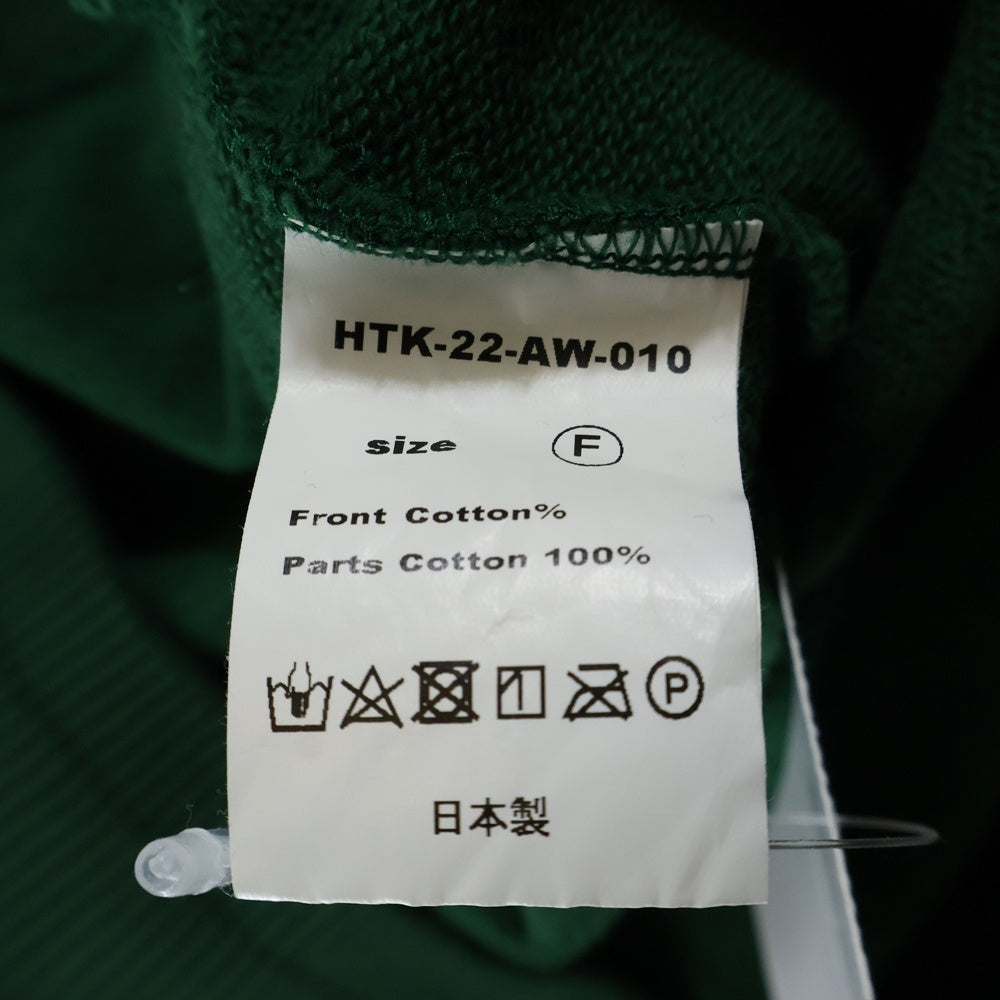 HTK-22-AW-010
size F
Front Cotton%
Parts Cotton 100%
P
日本製